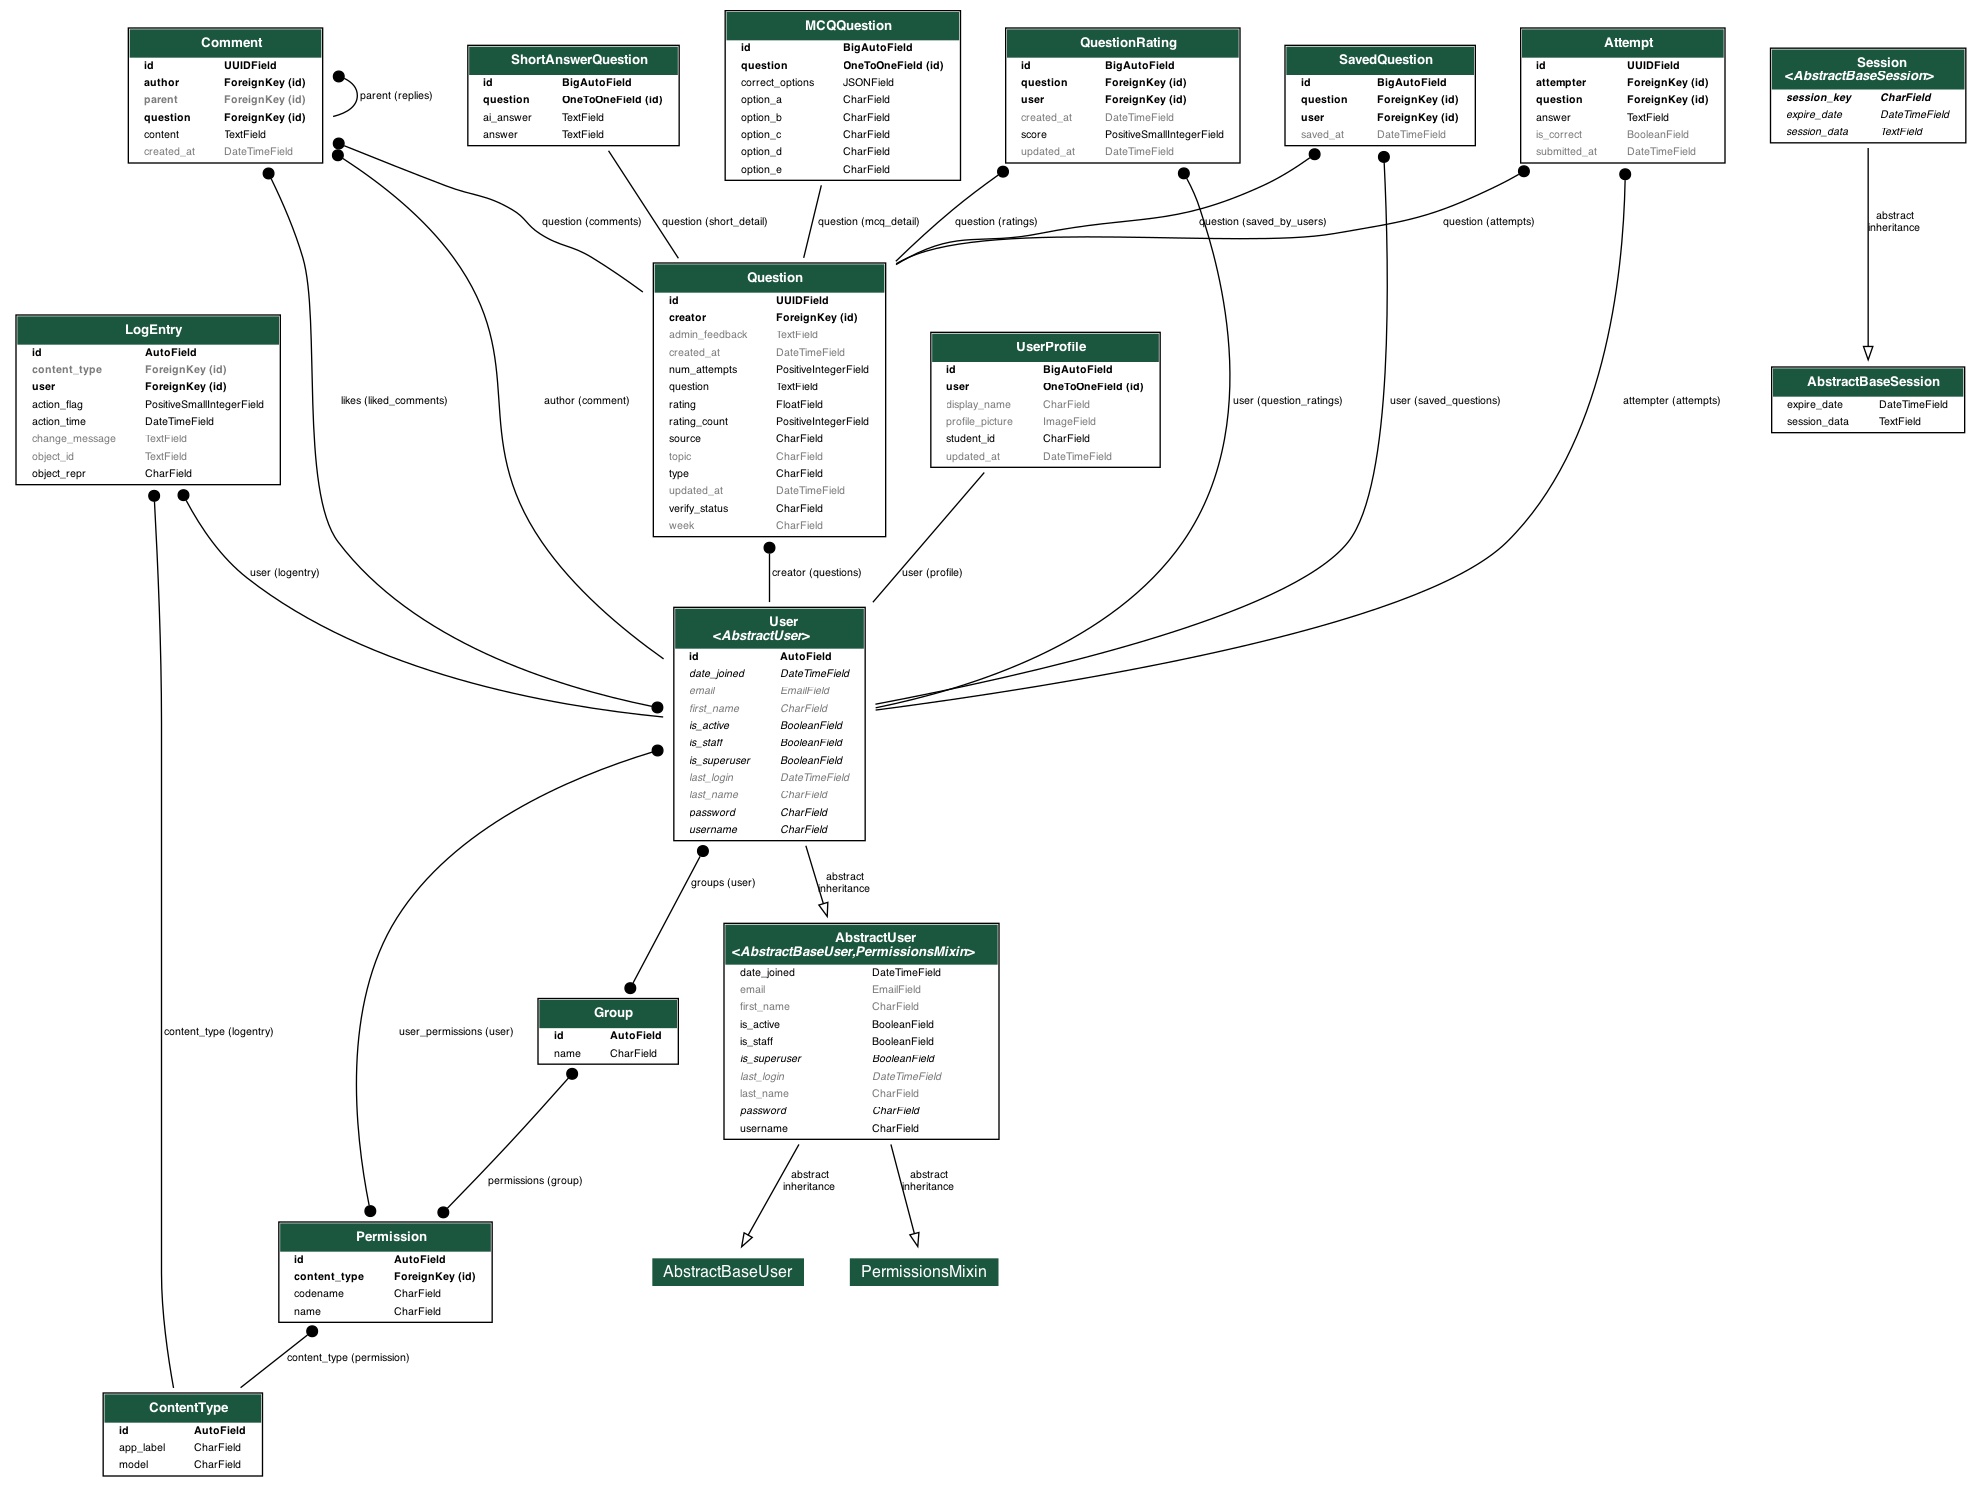 Comment
id UUIDField
author ForeignKey (id)
parent ForeignKey (id)
question ForeignKey (id)
content TextField
created_at DateTimeField
parent (replies)
ShortAnswerQuestion
id BigAutoField
question OneToOneField (id)
ai_answer TextField
answer TextField
MCQQuestion
id BigAutoField
question OneToOneField (id)
correct_options JSONField
option_a CharField
option_b CharField
option_c CharField
option_d CharField
option_e CharField
QuestionRating
id BigAutoField
question ForeignKey (id)
user ForeignKey (id)
created_at DateTimeField
score PositiveSmallIntegerField
updated_at DateTimeField
SavedQuestion
id BigAutoField
question ForeignKey (id)
user ForeignKey (id)
saved_at DateTimeField
Attempt
id UUIDField
attempter ForeignKey (id)
question ForeignKey (id)
answer TextField
is_correct BooleanField
submitted_at DateTimeField
Session
<AbstractBaseSession>
session_key CharField
expire_date DateTimeField
session_data TextField
question (comments)
question (short_detail)
question (mcq_detail)
question (ratings)
question (saved_by_users)
question (attempts)
abstract
inheritance
LogEntry
id AutoField
content_type ForeignKey (id)
user ForeignKey (id)
action_flag PositiveSmallIntegerField
action_time DateTimeField
change_message TextField
object_id TextField
object_repr CharField
likes (liked_comments)
author (comment)
Question
id UUIDField
creator ForeignKey (id)
admin_feedback TextField
created_at DateTimeField
num_attempts PositiveIntegerField
question TextField
rating FloatField
rating_count PositiveIntegerField
source CharField
topic CharField
type CharField
updated_at DateTimeField
verify_status CharField
week CharField
UserProfile
id BigAutoField
user OneToOneField (id)
display_name CharField
profile_picture ImageField
student_id CharField
updated_at DateTimeField
user (question_ratings)
user (saved_questions)
attempter (attempts)
AbstractBaseSession
expire_date DateTimeField
session_data TextField
user (logentry)
creator (questions)
user (profile)
User
<AbstractUser>
id AutoField
date_joined DateTimeField
email EmailField
first_name CharField
is_active BooleanField
is_staff BooleanField
is_superuser BooleanField
last_login DateTimeField
last_name CharField
password CharField
username CharField
groups (user)
abstract
inheritance
AbstractUser
<AbstractBaseUser,PermissionsMixin>
date_joined DateTimeField
email EmailField
first_name CharField
is_active BooleanField
is_staff BooleanField
is_superuser BooleanField
last_login DateTimeField
last_name CharField
password CharField
username CharField
Group
id AutoField
name CharField
content_type (logentry)
user_permissions (user)
permissions (group)
abstract
inheritance
abstract
inheritance
Permission
id AutoField
content_type ForeignKey (id)
codename CharField
name CharField
AbstractBaseUser
PermissionsMixin
content_type (permission)
ContentType
id AutoField
app_label CharField
model CharField